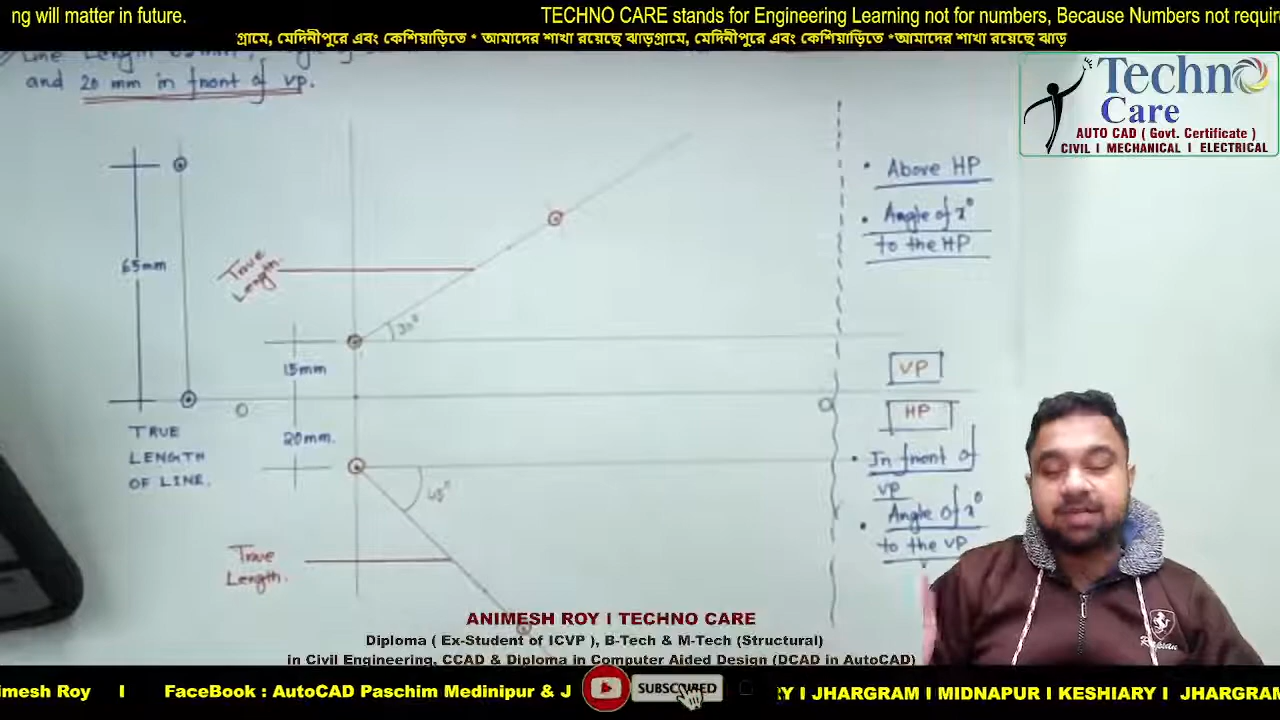 ng will matter in future.
TECHNO CARE stands for Engineering Learning not for numbers, Because Numbers not requir
গ্রামে, মেদিনীপুরে এবং কেশিয়াড়িতে * আমাদের শাখা রয়েছে ঝাড়গ্রামে, মেদিনীপুরে এবং কেশিয়াড়িতে *আমাদের শাখা রয়েছে ঝাড়
and 20 mm in front of VP.
Techno
Care
AUTO CAD ( Govt. Certificate )
CIVIL I MECHANICAL I ELECTRICAL
65mm
TRUE
LENGTH
OF LINE.
True
Length.
30°
15mm
20mm.
45°
True
Length.
• Above HP
• Angle of x°
to the HP
VP
HP
• In front of
VP
• Angle of x°
to the VP
ANIMESH ROY I TECHNO CARE
Diploma ( Ex-Student of ICVP ), B-Tech & M-Tech (Structural)
in Civil Engineering, CCAD & Diploma in Computer Aided Design (DCAD in AutoCAD)
nimesh Roy I FaceBook : AutoCAD Paschim Medinipur & J
SUBSCRIBED
RY I JHARGRAM I MIDNAPUR I KESHIARY I JHARGRAM